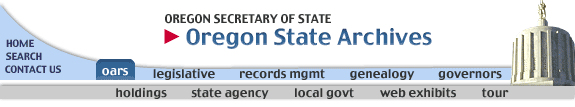 OREGON SECRETARY OF STATE
Oregon State Archives
HOME
SEARCH
CONTACT US
oars legislative records mgmt genealogy governors
holdings state agency local govt web exhibits tour